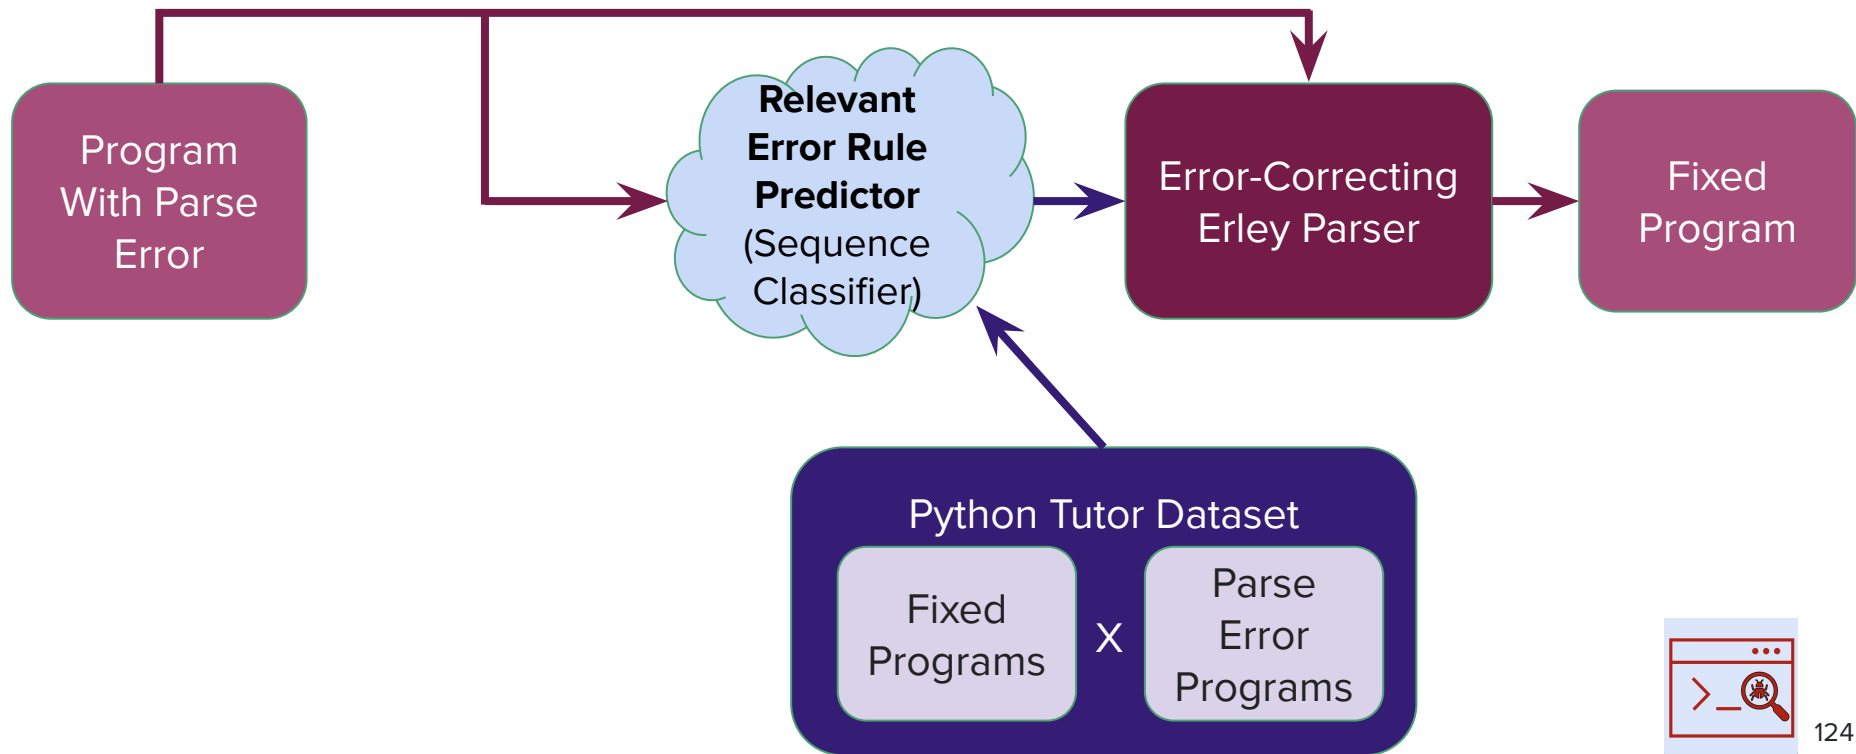 Program
With Parse
Error
Relevant
Error Rule
Predictor
(Sequence
Classifier)
Error-Correcting
Erley Parser
Fixed
Program
Python Tutor Dataset
Fixed
Programs
X
Parse
Error
Programs
>_
124